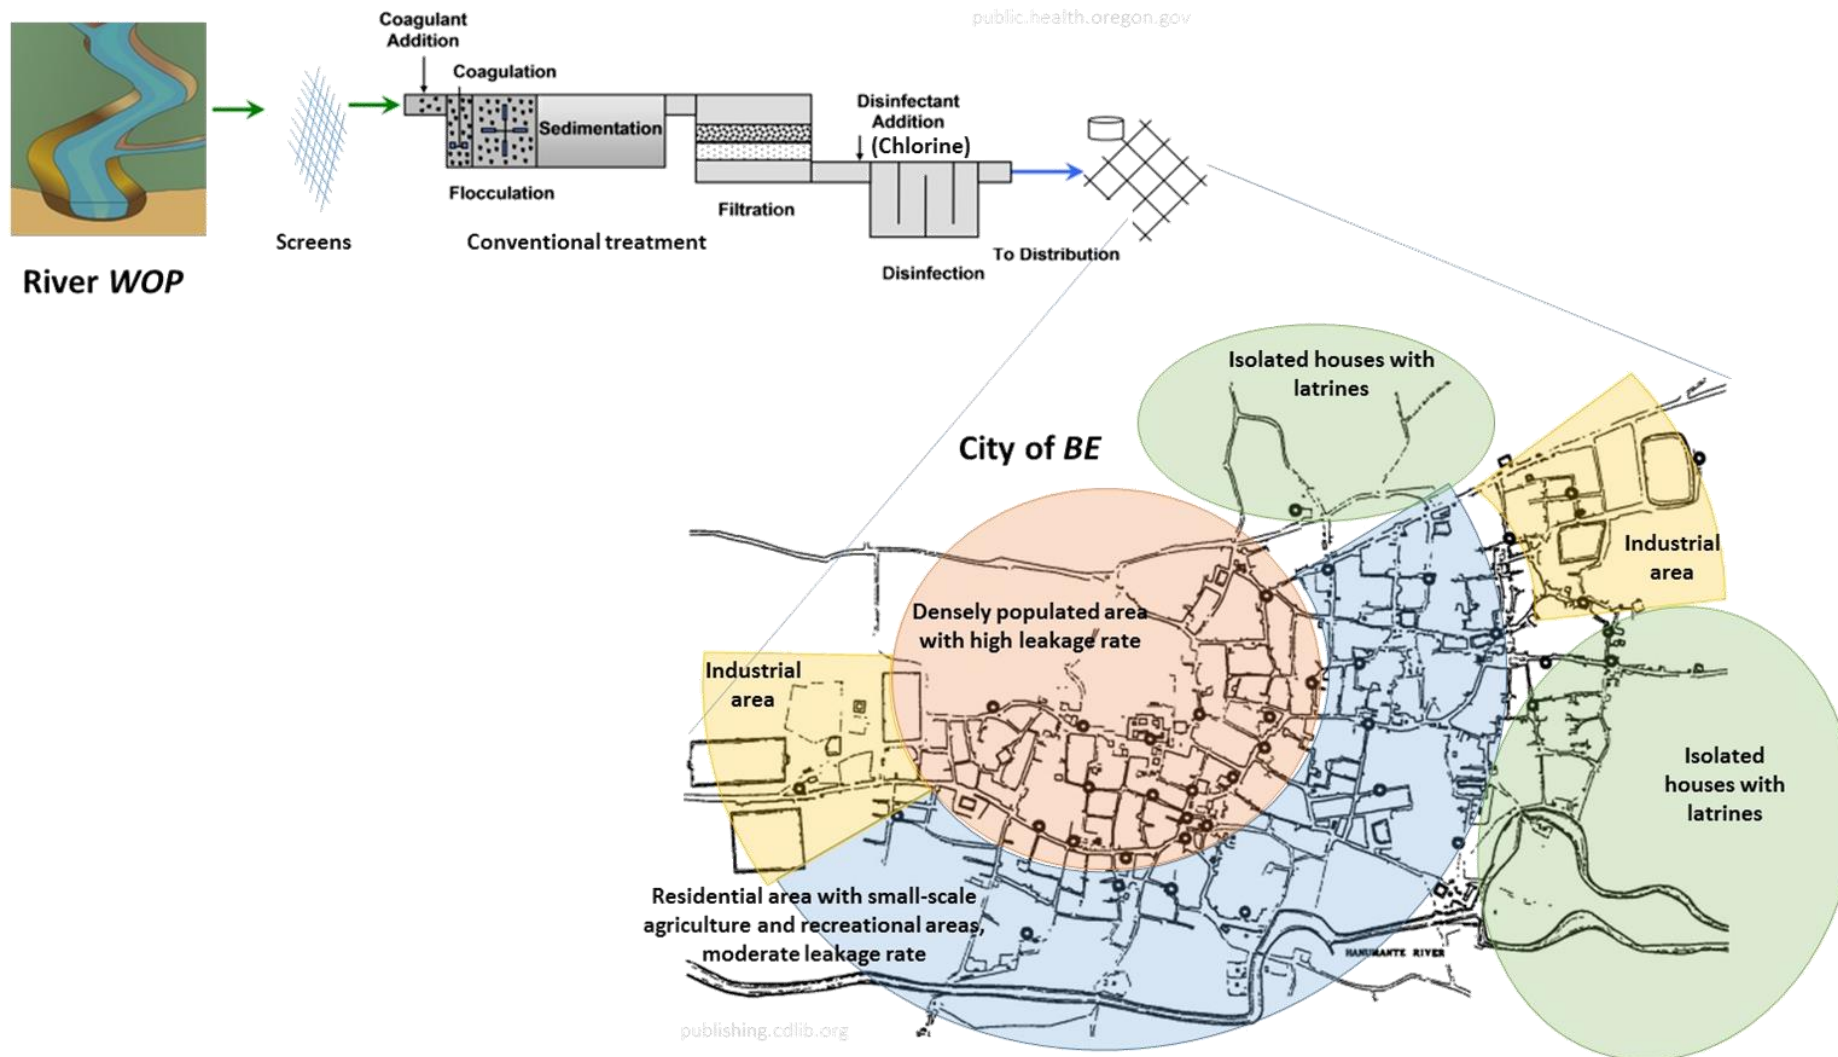 public.health.oregon.gov
Coagulant
Addition
Coagulation
Sedimentation
Flocculation
Disinfectant
Addition
(Chlorine)
Filtration
Screens
Conventional treatment
To Distribution
Disinfection
River WOP
Isolated houses with
latrines
City of BE
Industrial
area
Densely populated area
with high leakage rate
Industrial
area
Isolated
houses with
latrines
Residential area with small-scale
agriculture and recreational areas,
moderate leakage rate
HANUMANTE RIVER
publishing.cdlib.org